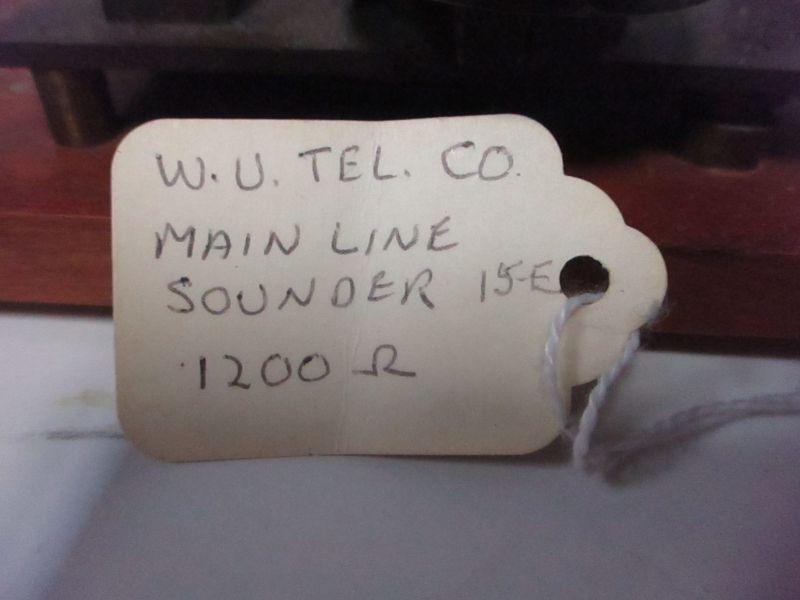 W.U. TEL. CO.
MAIN LINE
SOUNDER 15-E
1200 Ω